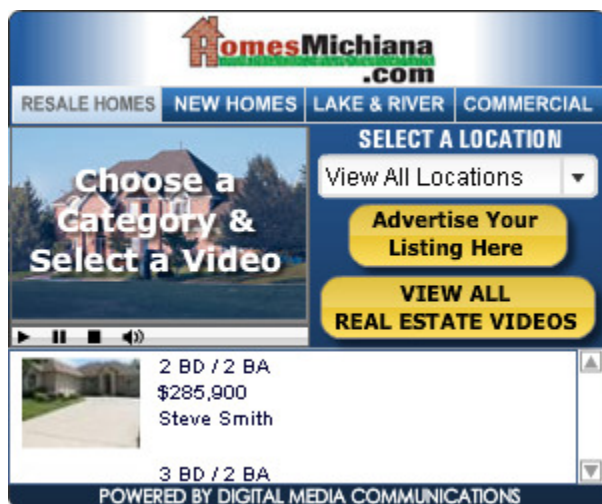 HomesMichiana
.com
RESALE HOMES NEW HOMES LAKE & RIVER COMMERCIAL
Choose a
Category &
Select a Video
SELECT A LOCATION
View All Locations
Advertise Your
Listing Here
VIEW ALL
REAL ESTATE VIDEOS
2 BD / 2 BA
$285,900
Steve Smith
3 BD / 2 BA
POWERED BY DIGITAL MEDIA COMMUNICATIONS